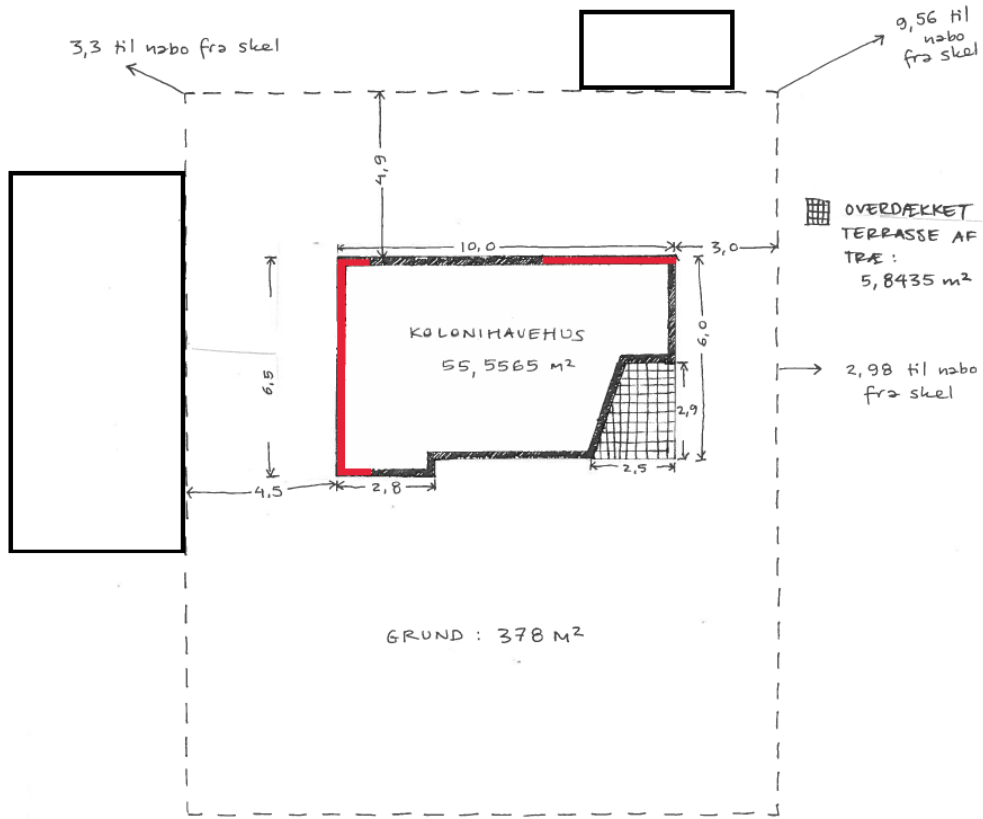 3,3 til nabo fra skel
9,56 til
nabo
fra skel
4,9
10,0
3,0
OVERDÆKKET
TERRASSE AF
TRÆ :
5,8435 m²
KOLONIHAVEHUS
55,5565 m²
6,0
6,5
2,98 til nabo
fra skel
2,9
2,5
4,5
2,8
GRUND : 378 M²